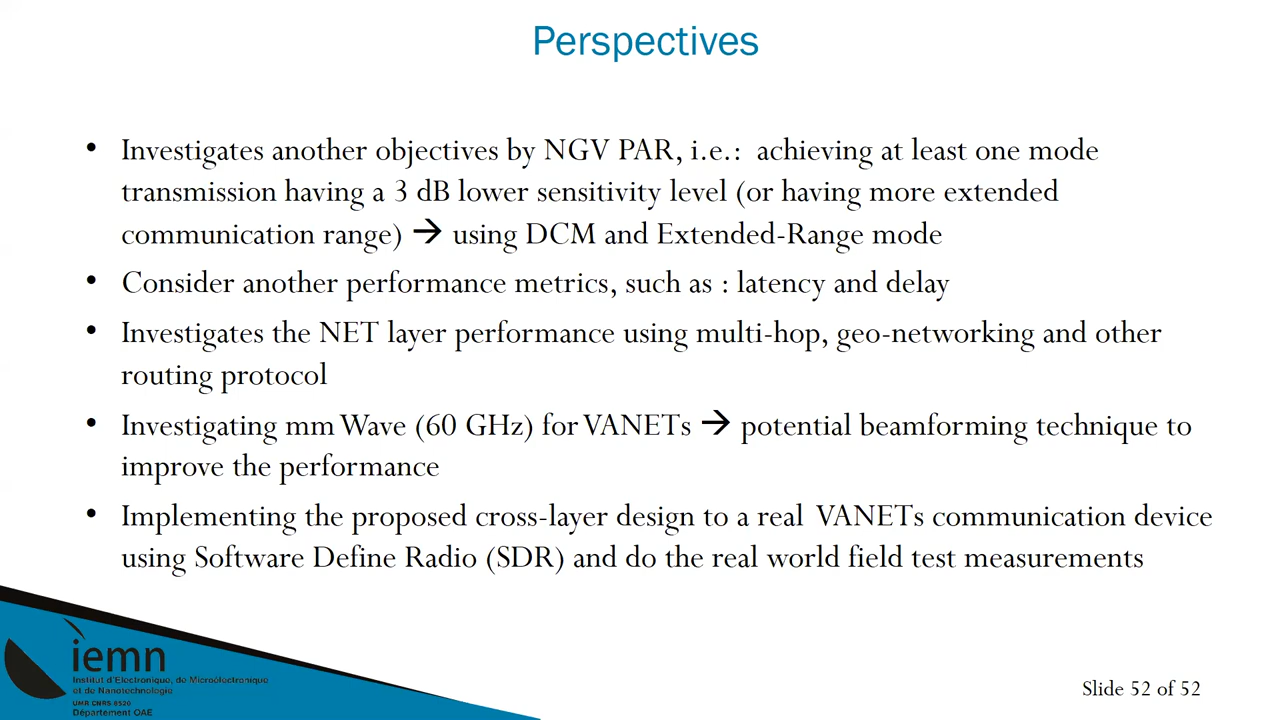 Perspectives
• Investigates another objectives by NGV PAR, i.e.: achieving at least one mode
transmission having a 3 dB lower sensitivity level (or having more extended
communication range) → using DCM and Extended-Range mode
• Consider another performance metrics, such as : latency and delay
• Investigates the NET layer performance using multi-hop, geo-networking and other
routing protocol
• Investigating mm Wave (60 GHz) for VANETs → potential beamforming technique to
improve the performance
• Implementing the proposed cross-layer design to a real VANETs communication device
using Software Define Radio (SDR) and do the real world field test measurements
iemn
Institut d'Electronique, de Microélectronique
et de Nanotechnologie
UMR CNRS 8520
Département OAE
Slide 52 of 52